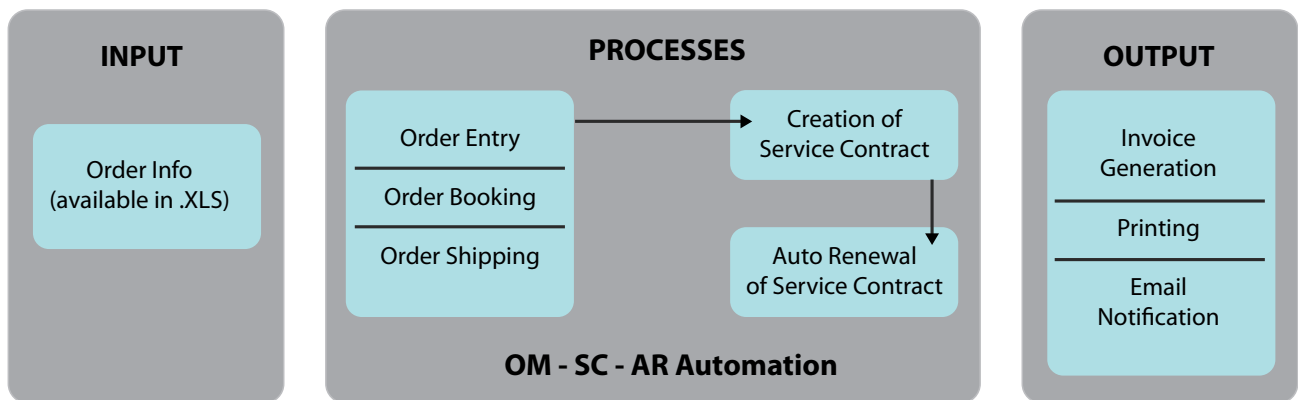 INPUT
Order Info
(available in .XLS)
PROCESSES
Order Entry
Order Booking
Order Shipping
Creation of
Service Contract
Auto Renewal
of Service Contract
OM - SC - AR Automation
OUTPUT
Invoice
Generation
Printing
Email
Notification